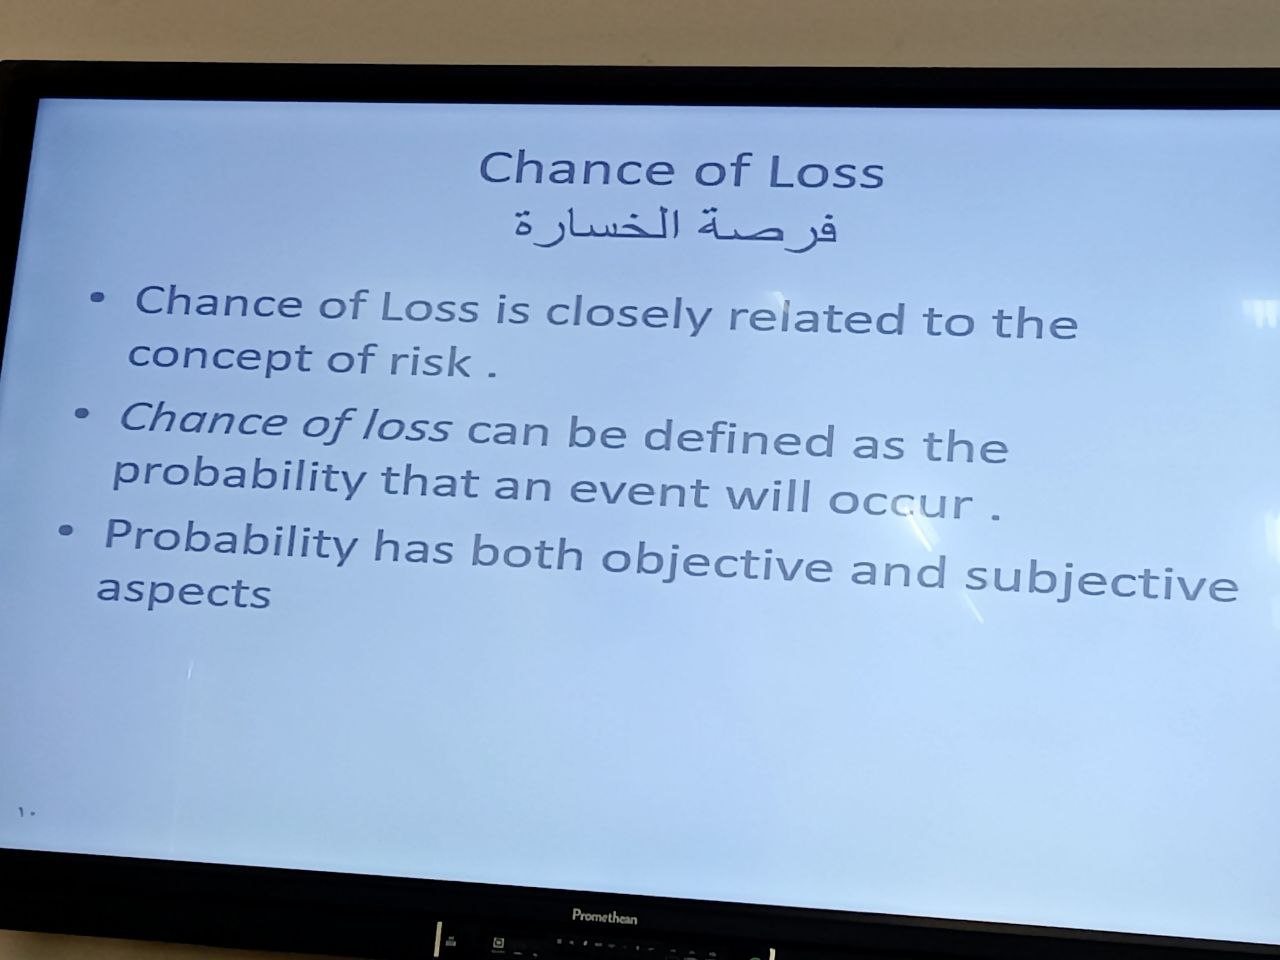 Chance of Loss
فرصة الخسارة
• Chance of Loss is closely related to the
concept of risk .
• Chance of loss can be defined as the
probability that an event will occur .
• Probability has both objective and subjective
aspects
١٠
Promethean